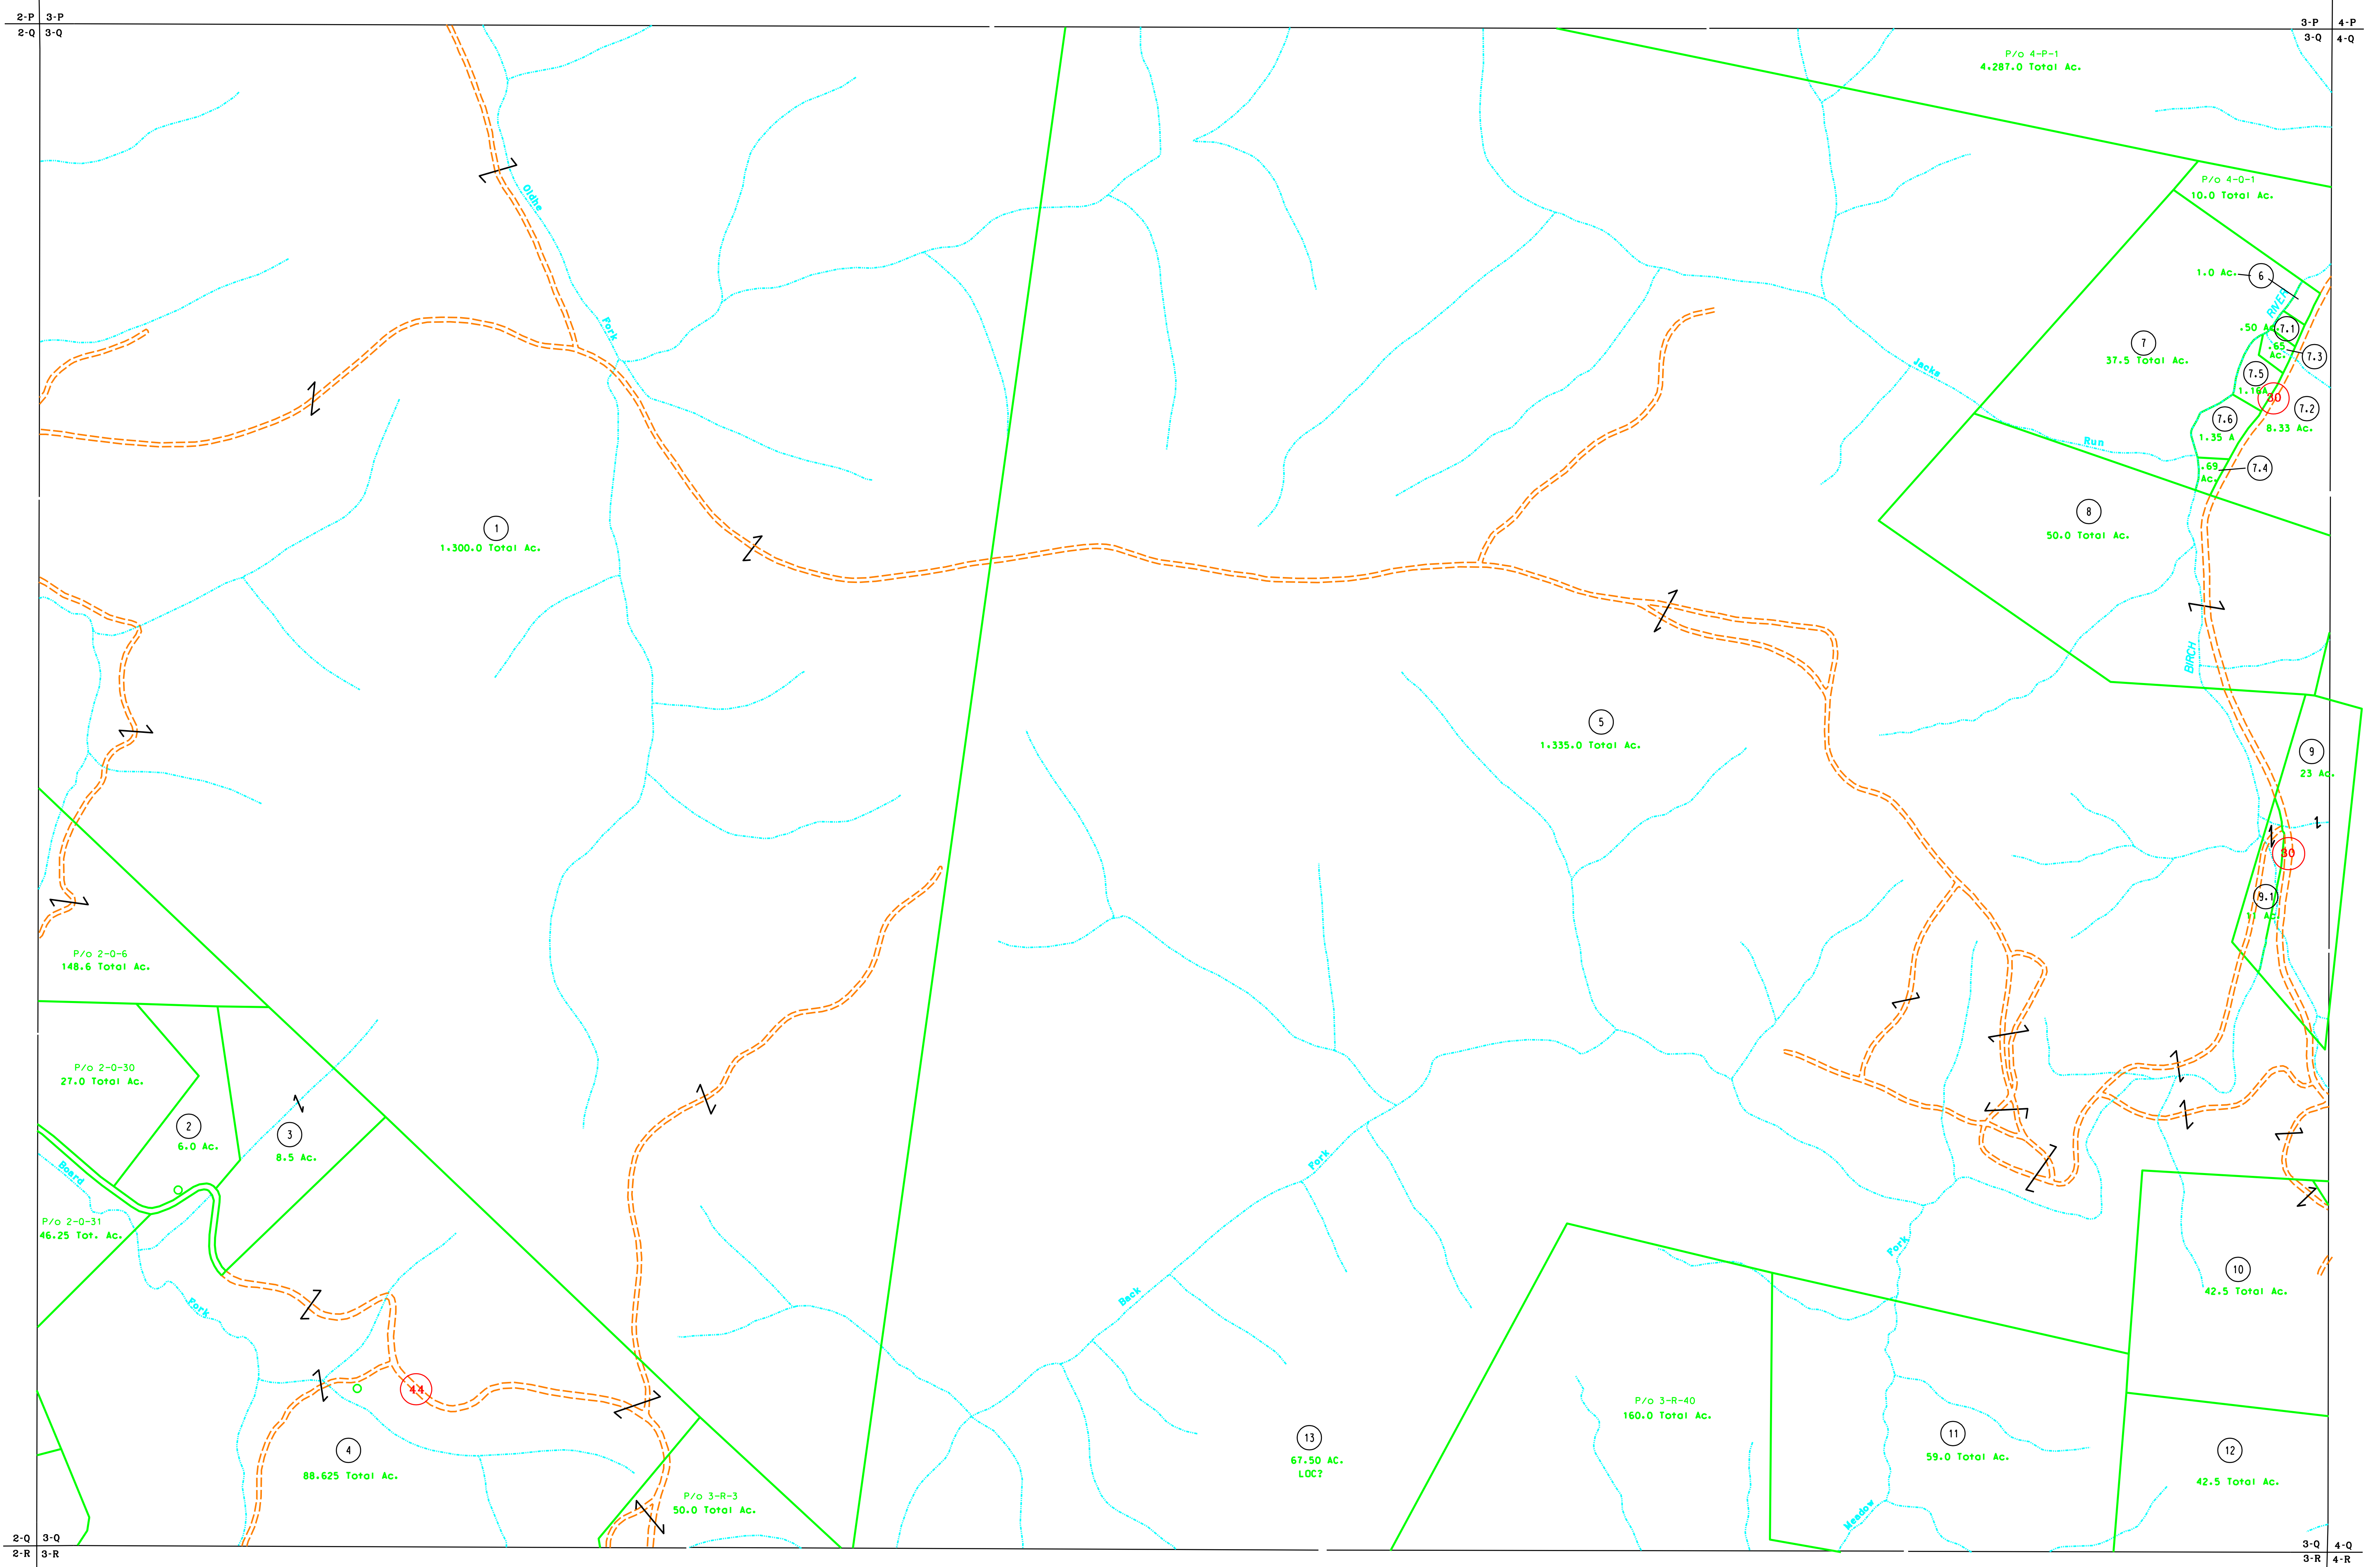 2-P 3-P
2-Q 3-Q
3-P 4-P
3-Q 4-Q
P/o 4-P-1
4.287.0 Total Ac.
P/o 4-Q-1
10.0 Total Ac.
Oldhe
Fork
1.0 Ac.
6
RIVER
.50 Ac
7.1
.65
Ac.
7.3
7
37.5 Total Ac.
7.5
1.16A
30
7.2
8.33 Ac.
7.6
1.35 A
.69
Ac.
7.4
Jacks
Run
1
1.300.0 Total Ac.
8
50.0 Total Ac.
BIRCH
5
1.335.0 Total Ac.
9
23 Ac.
30
9.1
11 Ac.
P/o 2-Q-6
148.6 Total Ac.
P/o 2-Q-30
27.0 Total Ac.
2
6.0 Ac.
3
8.5 Ac.
Board
P/o 2-Q-31
46.25 Tot. Ac.
Fork
Fork
Back
Fork
10
42.5 Total Ac.
44
4
88.625 Total Ac.
P/o 3-R-3
50.0 Total Ac.
13
67.50 AC.
LOC?
P/o 3-R-40
160.0 Total Ac.
11
59.0 Total Ac.
12
42.5 Total Ac.
Meadow
2-Q 3-Q
2-R 3-R
3-Q 4-Q
3-R 4-R